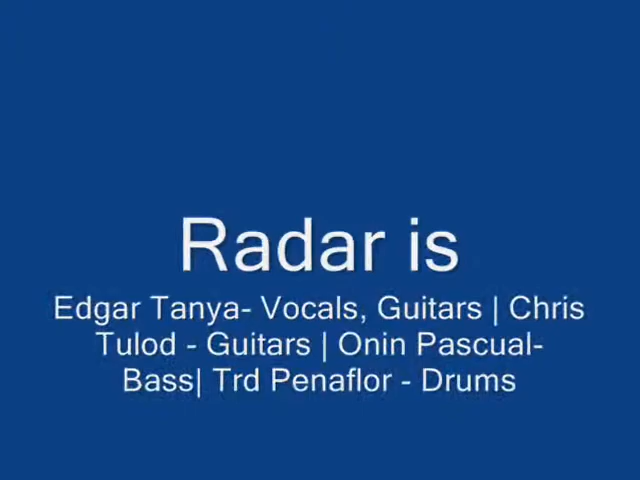 Radar is
Edgar Tanya- Vocals, Guitars | Chris
Tulod - Guitars | Onin Pascual-
Bass| Trd Penaflor - Drums